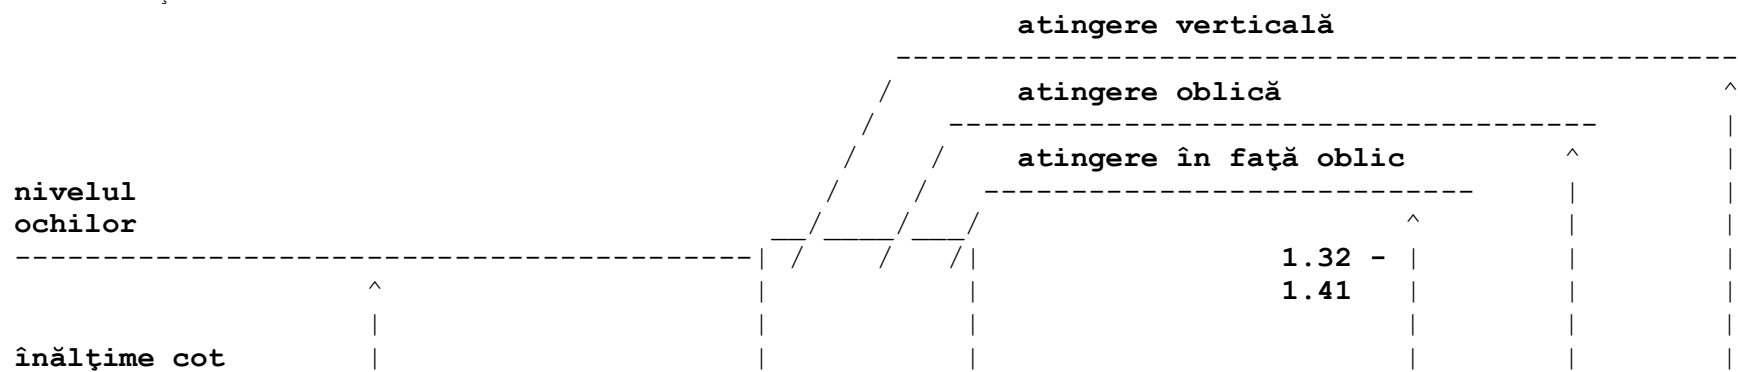 atingere verticală
atingere oblică
atingere în faţă oblic
nivelul
ochilor
1.32 -
1.41
înălţime cot